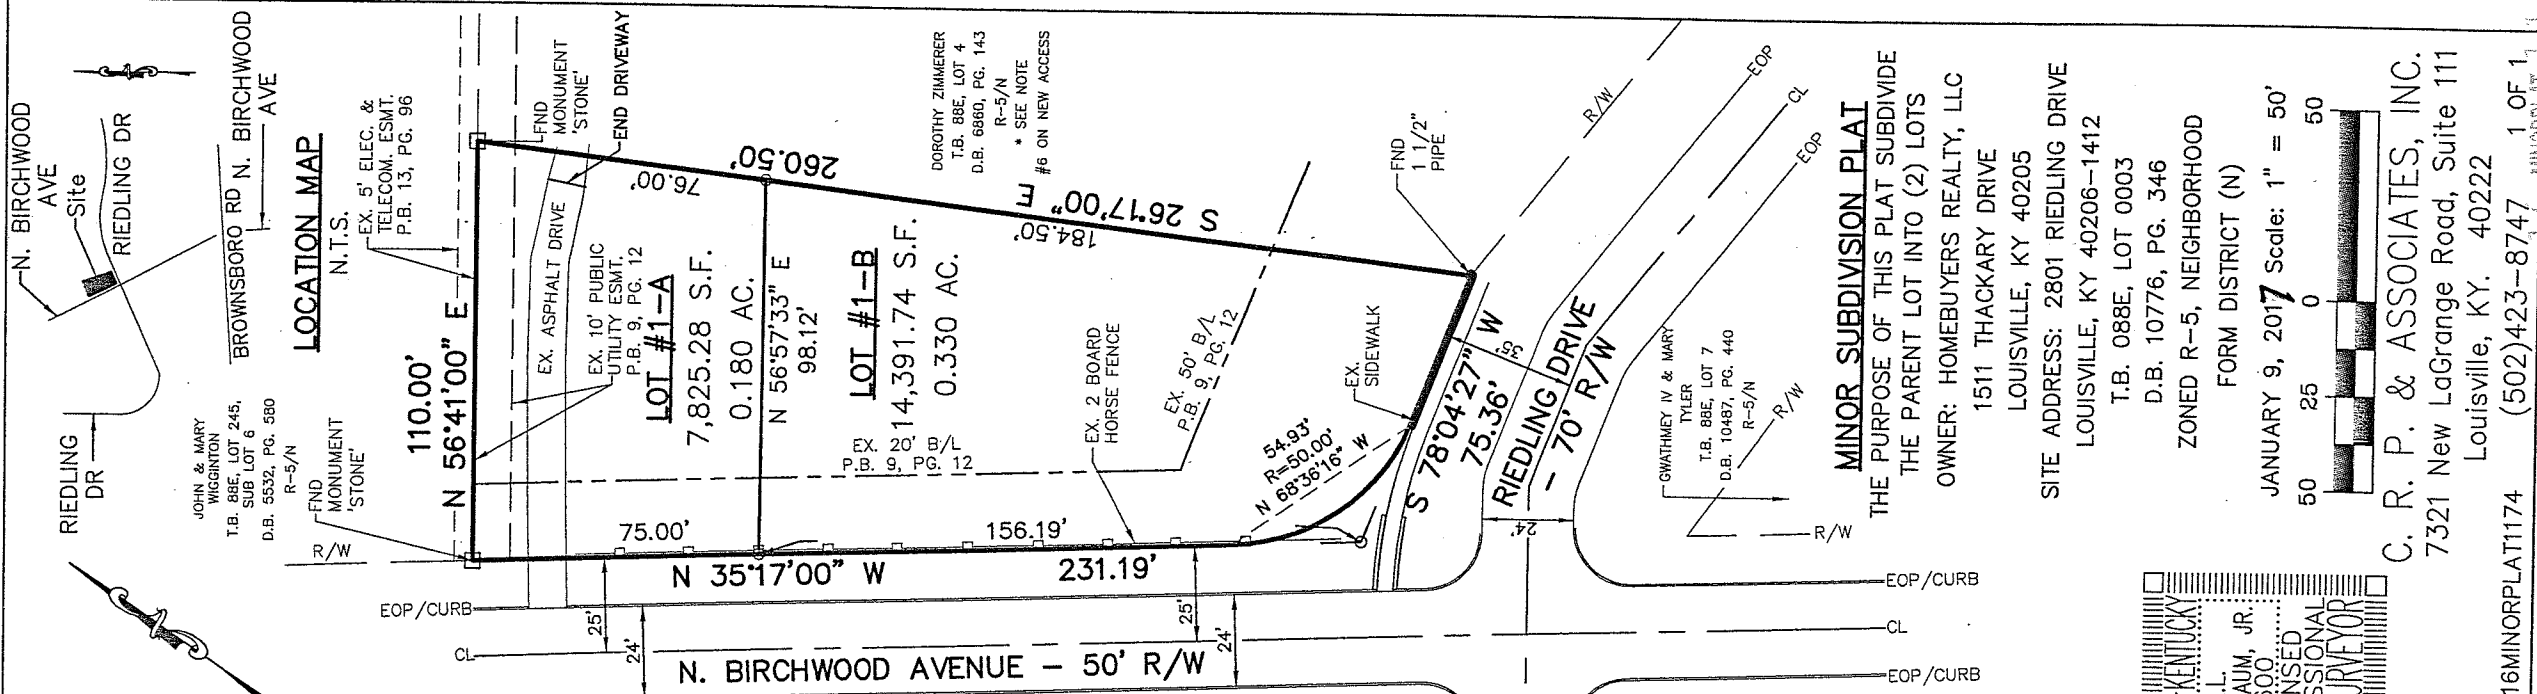 N. BIRCHWOOD
AVE
Site
RIEDLING DR
RIEDLING
DR
BROWNSBORO RD
N. BIRCHWOOD
AVE
LOCATION MAP
N.T.S.
EX. 5' ELEC. &
TELECOM. ESMT.
P.B. 13, PG. 96
JOHN & MARY
WIGGINTON
T.B. 88E, LOT 245,
SUB LOT 6
D.B. 5532, PG. 580
R-5/N
FND
MONUMENT
'STONE'
R/W
110.00'
N 56°41'00" E
FND
MONUMENT
'STONE'
END DRIVEWAY
EX. ASPHALT DRIVE
EX. 10' PUBLIC
UTILITY ESMT.
P.B. 9, PG. 12
LOT #1-A
7,825.28 S.F.
0.180 AC.
N 56°57'33" E
98.12'
LOT #1-B
14,391.74 S.F.
0.330 AC.
76.00'
260.50'
184.50'
S 26°17'00" E
DOROTHY ZIMMERER
T.B. 88E, LOT 4
D.B. 6860, PG. 143
R-5/N
* SEE NOTE
#6 ON NEW ACCESS
EX. 20' B/L
P.B. 9, PG. 12
EX. 2 BOARD
HORSE FENCE
EX. 50' B/L
P.B. 9, PG. 12
75.00'
156.19'
N 35°17'00" W
231.19'
54.93'
R=50.00'
N 68°36'16" W
EX.
SIDEWALK
FND
1 1/2"
PIPE
S 78°04'27" W
75.36'
35'
RIEDLING DRIVE
- 70' R/W
24'
R/W
EOP
CL
EOP
GWATHMEY IV & MARY
TYLER
T.B. 88E, LOT 7
D.B. 10487, PG. 440
R-5/N
R/W
R/W
EOP/CURB
CL
EOP/CURB
EOP/CURB
CL
25'
24'
25'
24'
N. BIRCHWOOD AVENUE - 50' R/W
MINOR SUBDIVISION PLAT
THE PURPOSE OF THIS PLAT SUBDIVIDE
THE PARENT LOT INTO (2) LOTS
OWNER: HOMEBUYERS REALTY, LLC
1511 THACKARY DRIVE
LOUISVILLE, KY 40205
SITE ADDRESS: 2801 RIEDLING DRIVE
LOUISVILLE, KY 40206-1412
T.B. 088E, LOT 0003
D.B. 10776, PG. 346
ZONED R-5, NEIGHBORHOOD
FORM DISTRICT (N)
JANUARY 9, 2017 Scale: 1" = 50'
50 25 0 50
C. R. P. & ASSOCIATES, INC.
7321 New LaGrange Road, Suite 111
Louisville, KY. 40222
(502)423-8747 1 OF 1
16MINORPLAT1174
KENTUCKY
L.
AUM, JR.
NSED
SSIONAL
URVEYOR